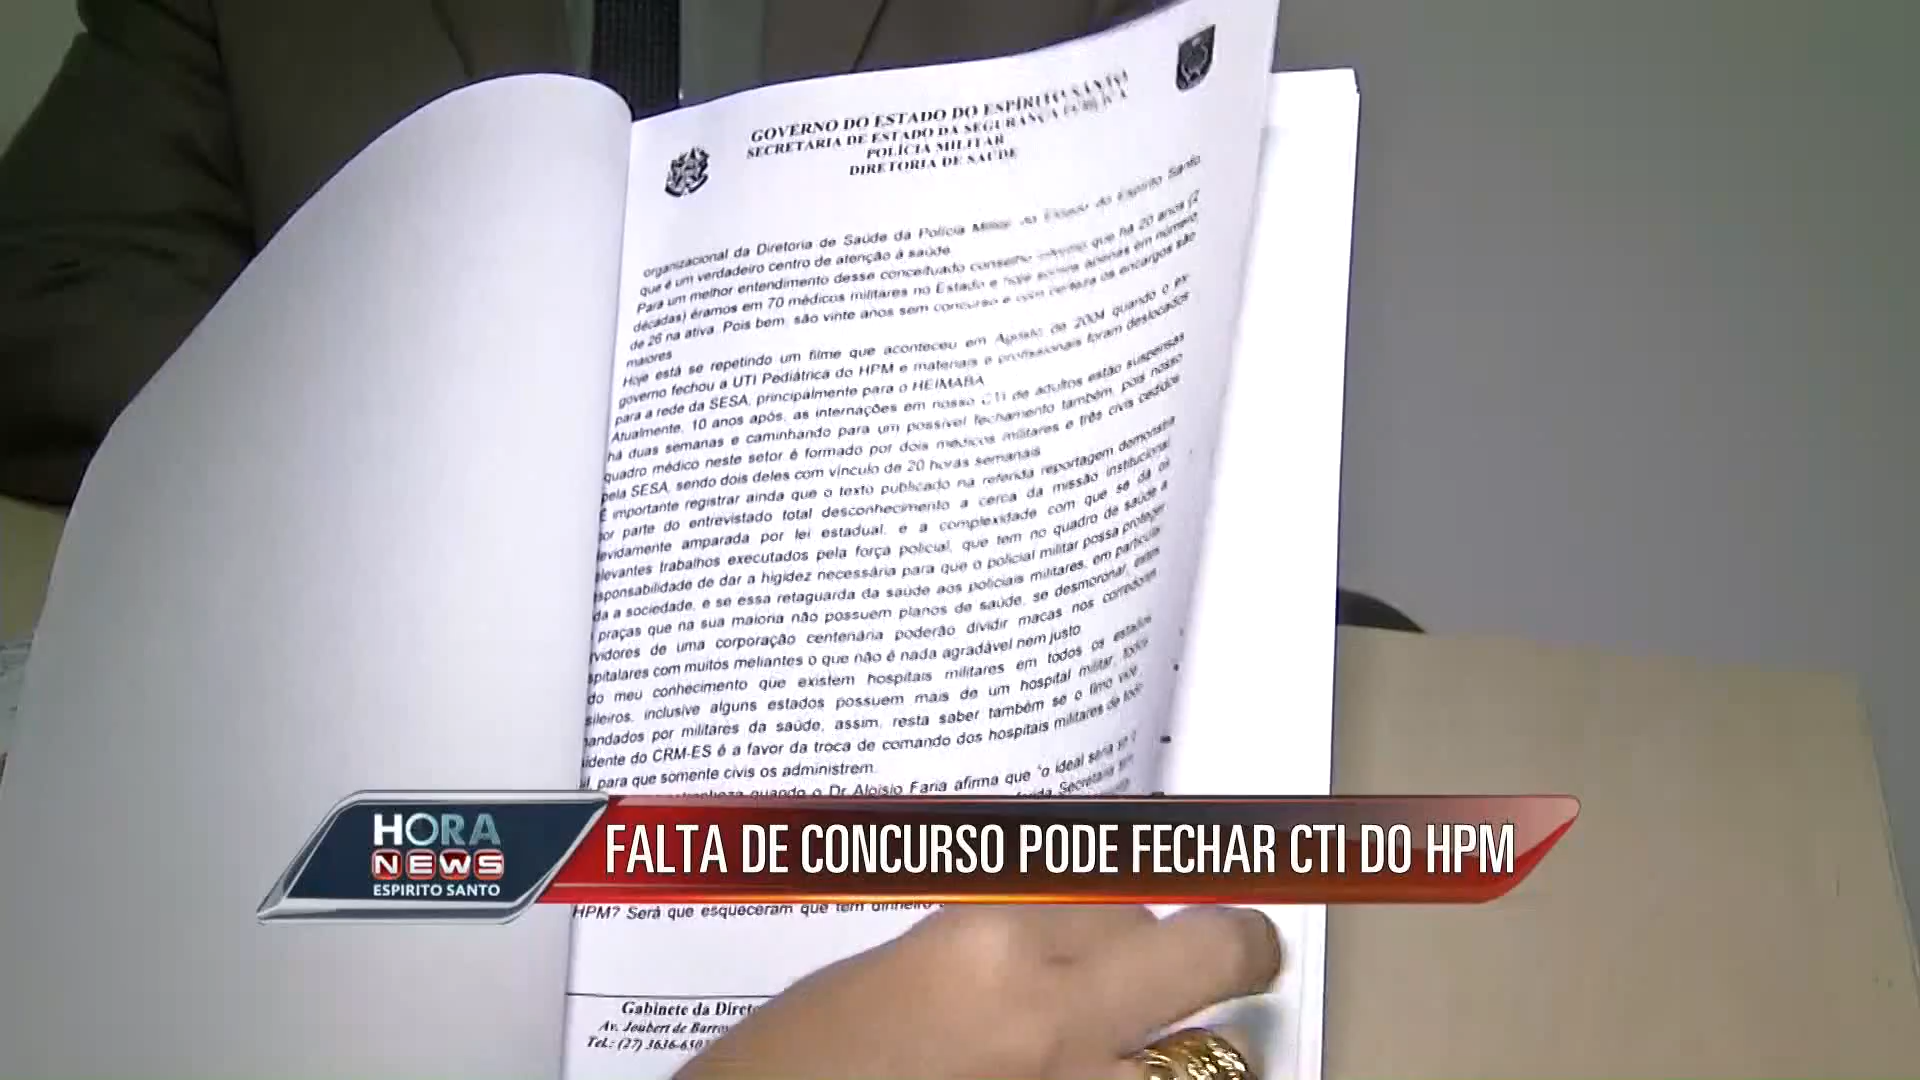 GOVERNO DO ESTADO DO ESPÍRITO SANTO
SECRETARIA DE ESTADO DA SEGURANÇA PÚBLICA
POLÍCIA MILITAR
DIRETORIA DE SAÚDE
organizacional da Diretoria de Saúde da Polícia Militar do Estado do Espírito Santo
que é um verdadeiro centro de atenção à saúde.
Para um melhor entendimento desse conceituado conselho informo que há 20 anos (2
décadas) éramos em 70 médicos militares no Estado e hoje somos apenas em número
de 26 na ativa. Pois bem, são vinte anos sem concurso e com certeza os encargos são
maiores
Hoje está se repetindo um filme que aconteceu em Agosto de 2004 quando o ex-
governo fechou a UTI Pediátrica do HPM e materiais e profissionais foram deslocados
para a rede da SESA, principalmente para o HEIMABA.
Atualmente, 10 anos após, as internações em nosso CTI de adultos estão suspensas
há duas semanas e caminhando para um possível fechamento também, pois nosso
quadro médico neste setor é formado por dois médicos militares e três civis cedidos
pela SESA, sendo dois deles com vínculo de 20 horas semanais
É importante registrar ainda que o texto publicado na referida reportagem demonstra
or parte do entrevistado total desconhecimento a cerca da missão institucional
evidamente amparada por lei estadual, e a complexidade com que se dá os
elevantes trabalhos executados pela força policial, que tem no quadro de saúde a
sponsabilidade de dar a higidez necessária para que o policial militar possa proteger
da a sociedade, e se essa retaguarda da saúde aos policiais militares, em particular
praças que na sua maioria não possuem planos de saúde, se desmoronar, estes
rvidores de uma corporação centenária poderão dividir macas nos corredores
spitalares com muitos meliantes o que não é nada agradável nem justo.
do meu conhecimento que existem hospitais militares em todos os estados
sileiros, inclusive alguns estados possuem mais de um hospital militar, todos
andados por militares da saúde, assim, resta saber também se o
idente do CRM-ES é a favor da troca de comando dos hospitais militares de todo
il, para que somente civis os administrem.
quando o Dr Aloísio Faria afirma que "o ideal seria
Secretaria
HORA
NEWS
ESPIRITO SANTO
FALTA DE CONCURSO PODE FECHAR CTI DO HPM
HPM? Será que esqueceram que tem dinheiro
Gabinete da Diret
Av. Joubert de Barro
Tel.: (27) 3636-650